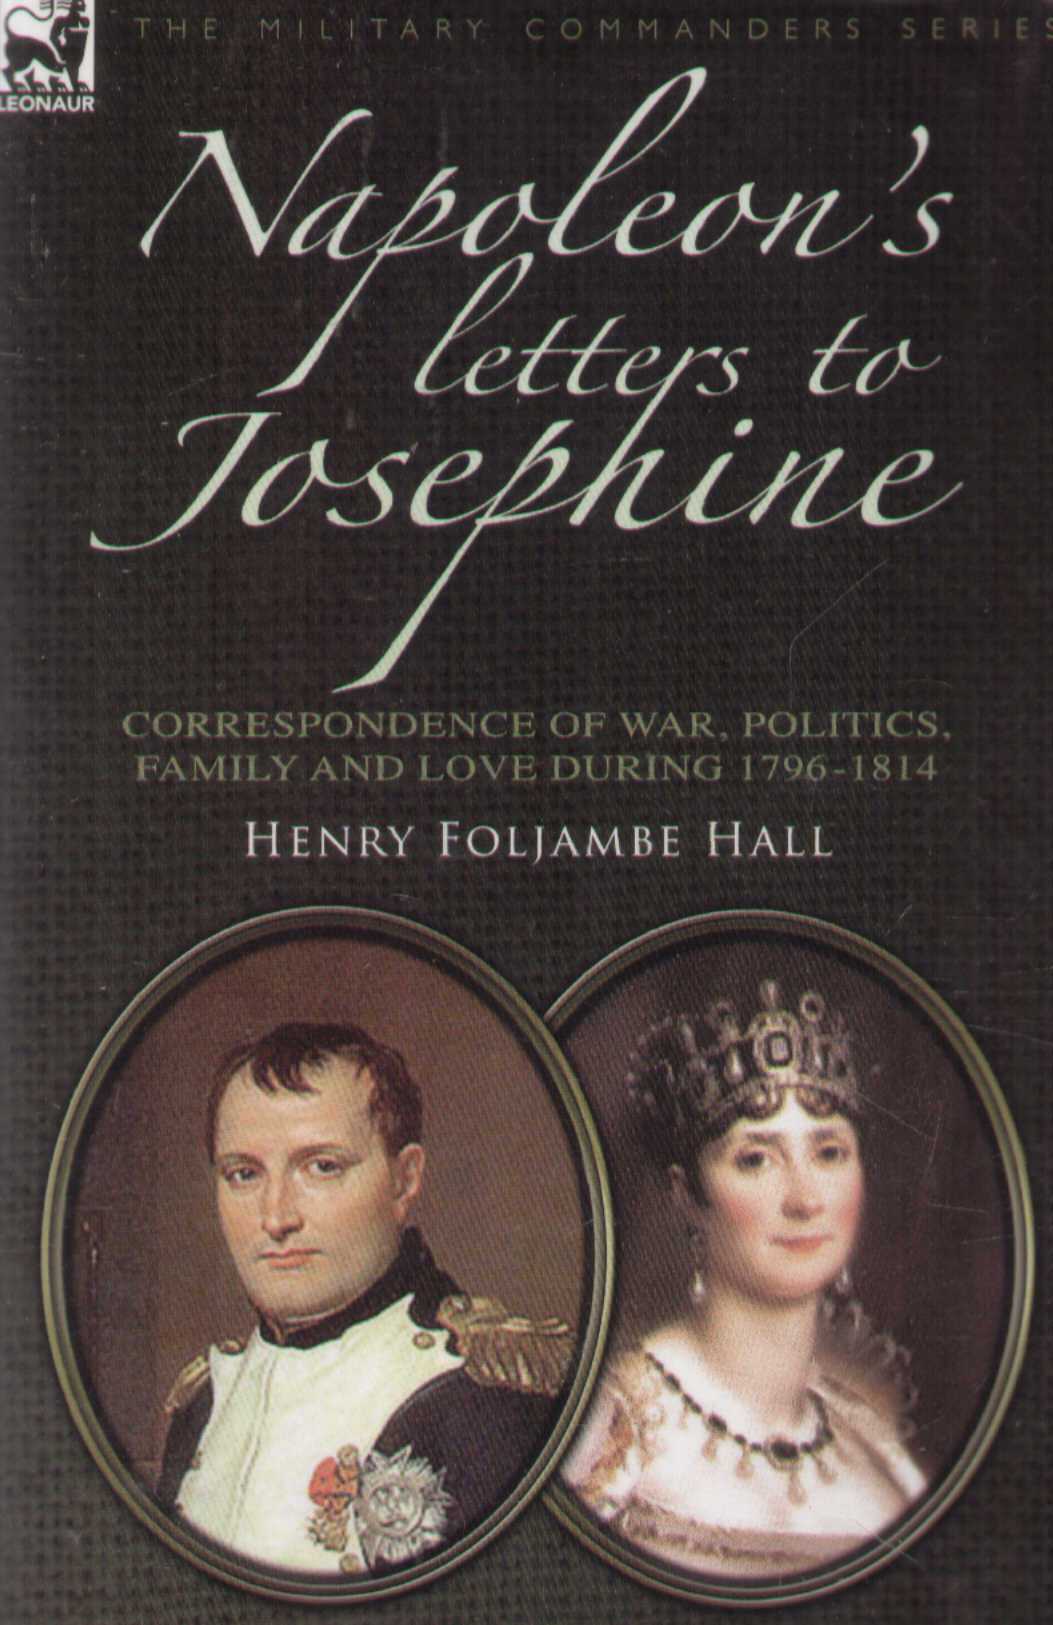 THE MILITARY COMMANDERS SERIES
LEONAUR
Napoleon's
letters to
Josephine
CORRESPONDENCE OF WAR, POLITICS,
FAMILY AND LOVE DURING 1796-1814
HENRY FOLJAMBE HALL